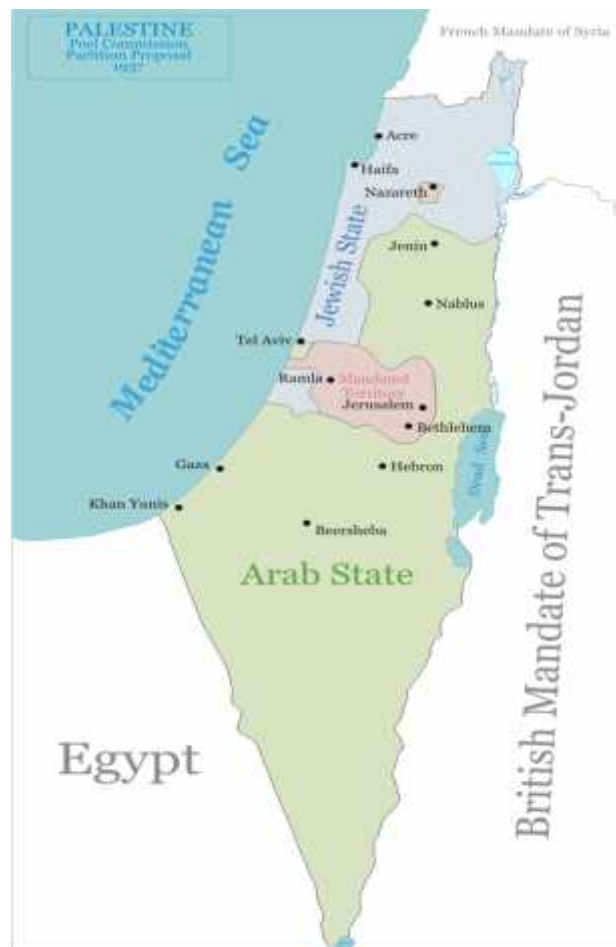 PALESTINE
Peel Commission
Partition Proposal
1937
French Mandate of Syria
Mediterranean Sea
Acre
Haifa
Nazareth
Jewish State
Jenin
Nablus
Tel Aviv
Ramla
Mandated
Territory
Jerusalem
Bethlehem
Gaza
Hebron
Dead Sea
Khan Yunis
Beersheba
Arab State
Egypt
British Mandate of Trans-Jordan